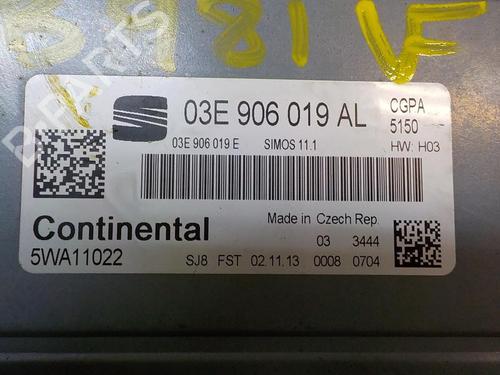 03E 906 019 AL
CGPA
5150
03E 906 019 E SIMOS 11.1
HW: H03
Continental
Made in Czech Rep.
03 3444
5WA11022
SJ8 FST 02.11.13 0008 0704